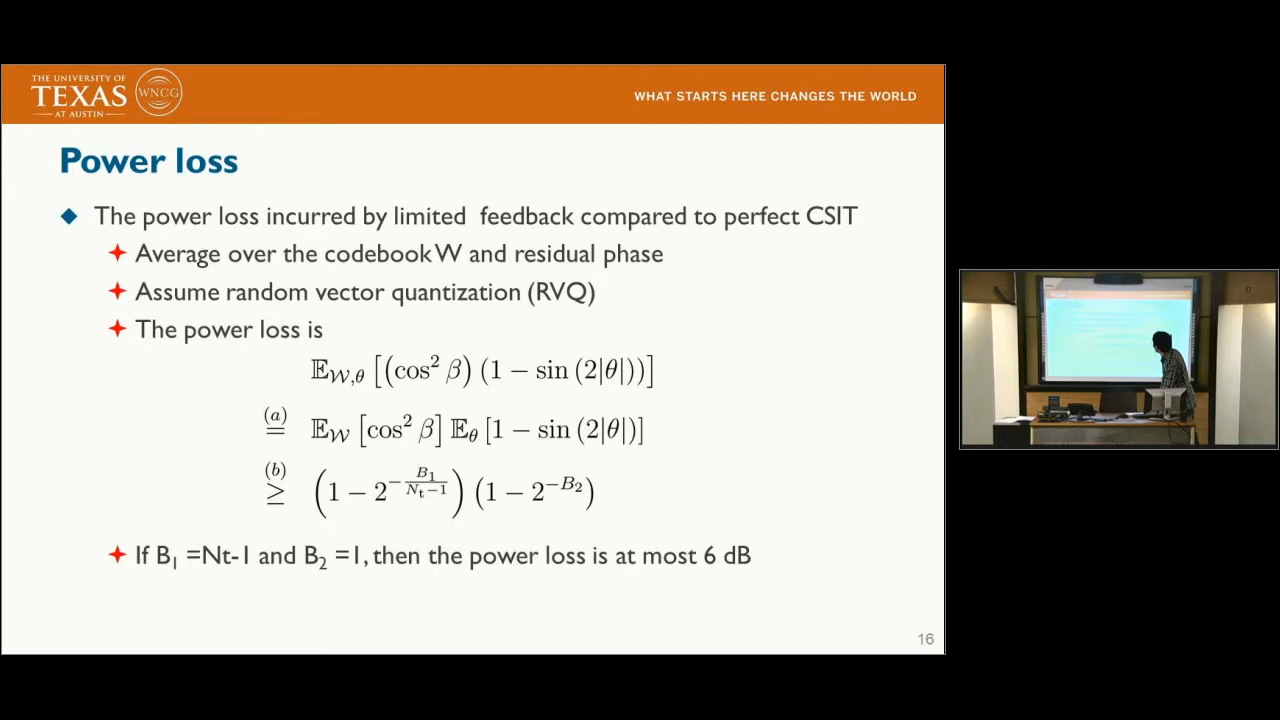 THE UNIVERSITY OF
TEXAS
AT AUSTIN
WNCG
WHAT STARTS HERE CHANGES THE WORLD
Power loss
The power loss incurred by limited feedback compared to perfect CSIT
Average over the codebook W and residual phase
Assume random vector quantization (RVQ)
The power loss is
𝔼_{𝒲,θ} [(cos² β) (1 − sin (2|θ|))]
(a) = 𝔼_𝒲 [cos² β] 𝔼_θ [1 − sin (2|θ|)]
(b) ≥ (1 − 2^{−B₁/(N_t−1)}) (1 − 2^{−B₂})
If B₁ =Nt-1 and B₂ =1, then the power loss is at most 6 dB
16
TEXAS